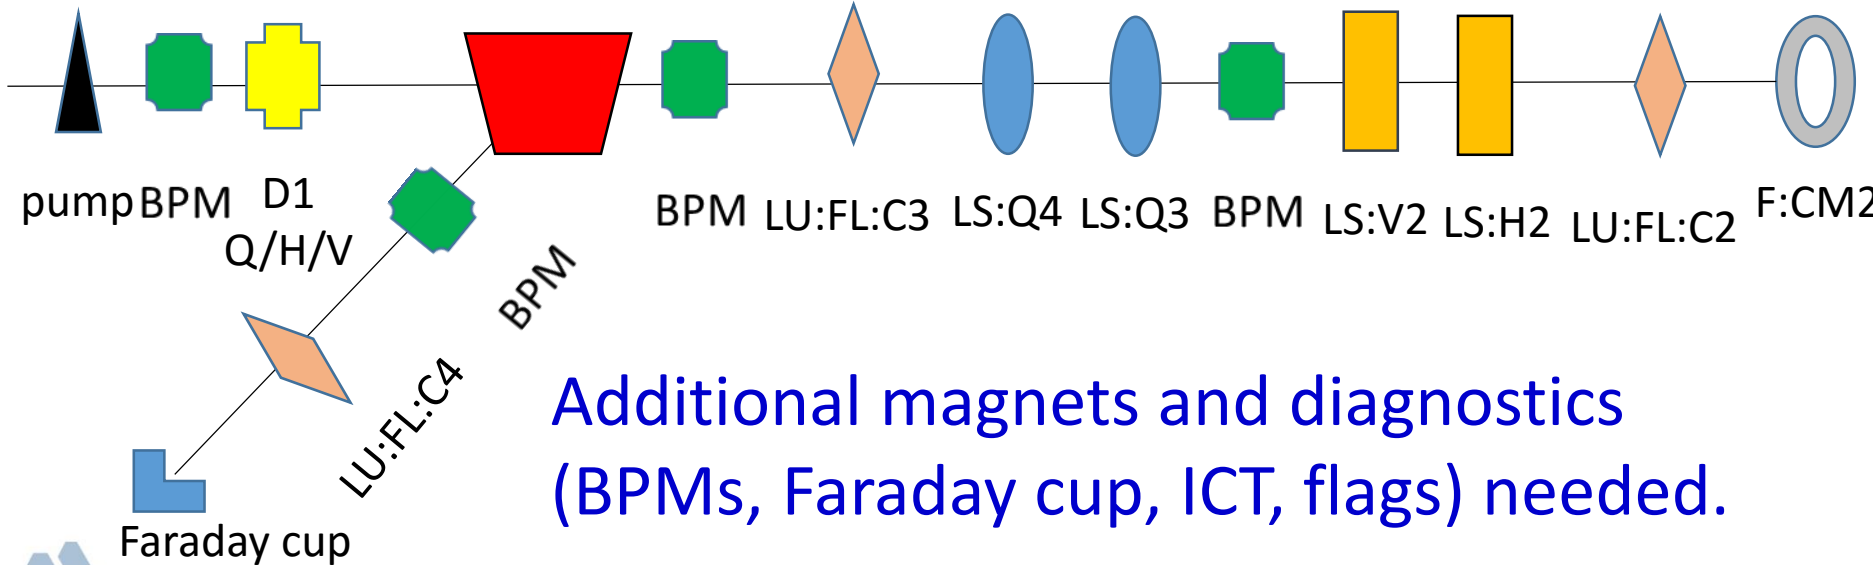 pump BPM D1
Q/H/V
BPM LU:FL:C3 LS:Q4 LS:Q3 BPM LS:V2 LS:H2 LU:FL:C2 F:CM2
BPM
LU:FL:C4
Additional magnets and diagnostics
(BPMs, Faraday cup, ICT, flags) needed.
Faraday cup